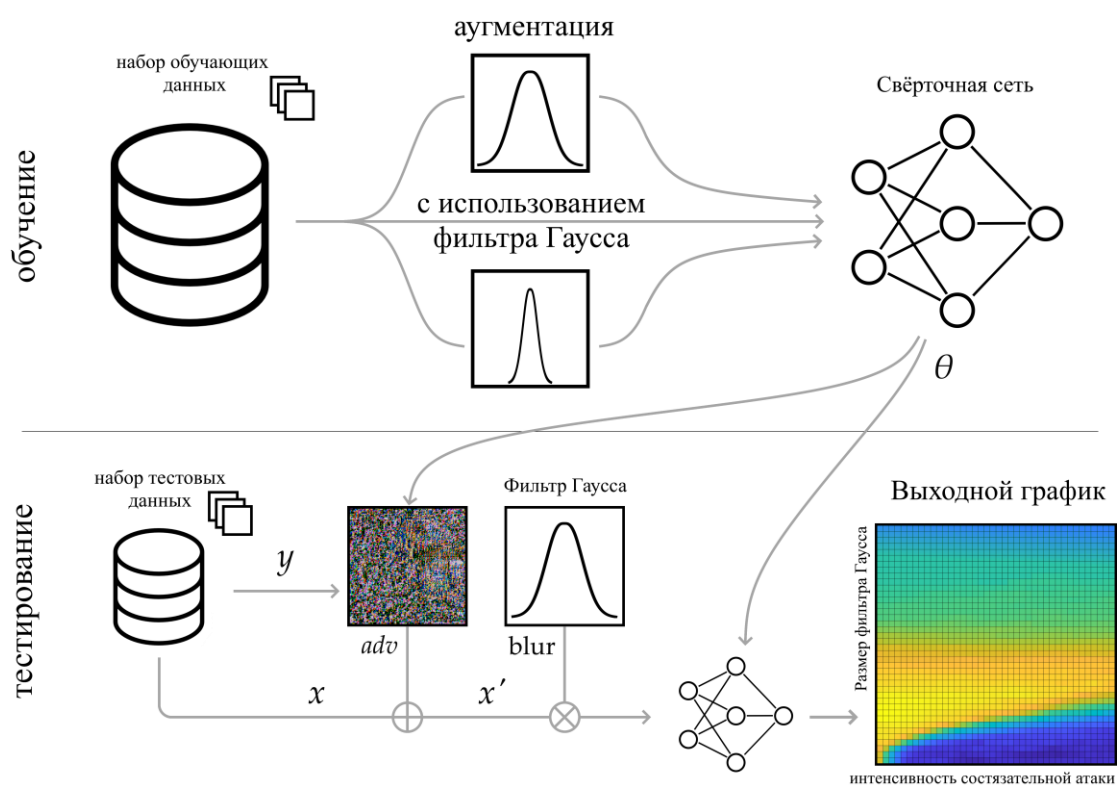 аугментация
набор обучающих
данных
Свёрточная сеть
обучение
с использованием
фильтра Гаусса
θ
набор тестовых
данных
Фильтр Гаусса
Выходной график
тестирование
y
Размер фильтра Гаусса
adv
blur
x
x′
интенсивность состязательной атаки